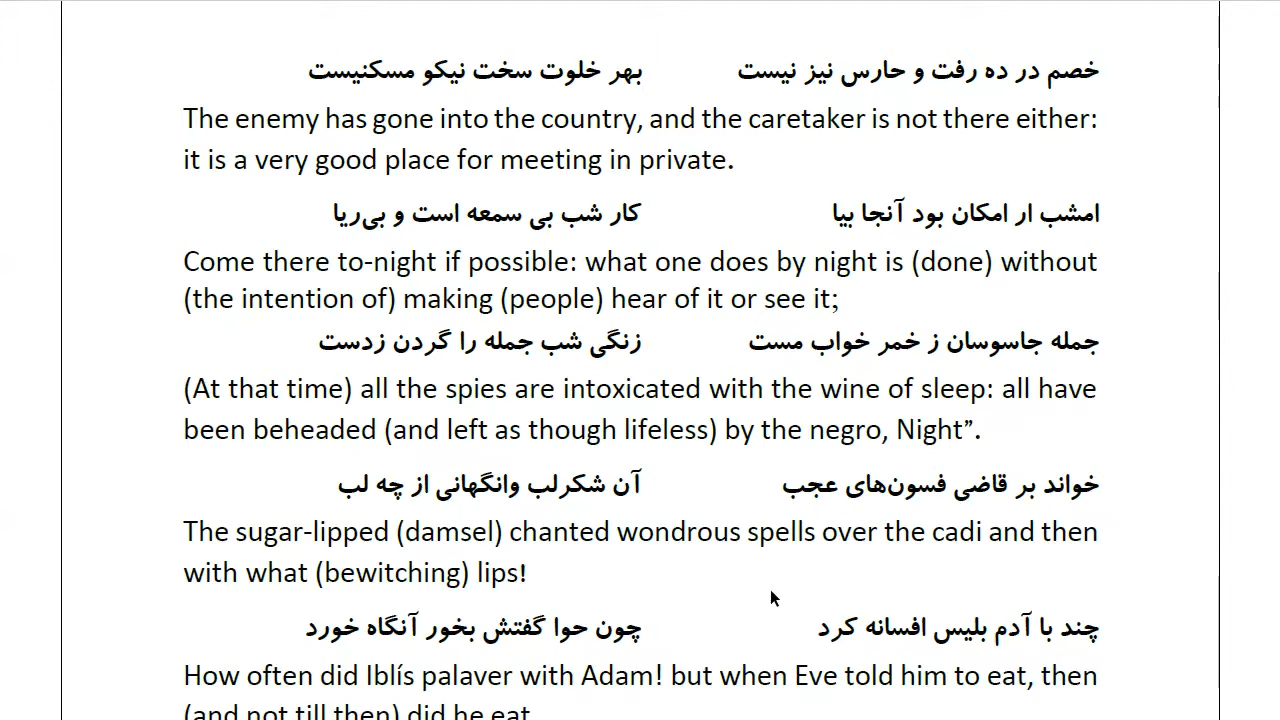 خصم در ده رفت و حارس نیز نیست بهر خلوت سخت نیکو مسکنیست
The enemy has gone into the country, and the caretaker is not there either:
it is a very good place for meeting in private.
امشب ار امکان بود آنجا بیا کار شب بی سمعه است و بی‌ریا
Come there to-night if possible: what one does by night is (done) without
(the intention of) making (people) hear of it or see it;
جمله جاسوسان ز خمر خواب مست زنگی شب جمله را گردن زدست
(At that time) all the spies are intoxicated with the wine of sleep: all have
been beheaded (and left as though lifeless) by the negro, Night”.
خواند بر قاضی فسون‌های عجب آن شکرلب وانگهانی از چه لب
The sugar-lipped (damsel) chanted wondrous spells over the cadi and then
with what (bewitching) lips!
چند با آدم بلیس افسانه کرد چون حوا گفتش بخور آنگاه خورد
How often did Iblís palaver with Adam! but when Eve told him to eat, then
(and not till then) did he eat